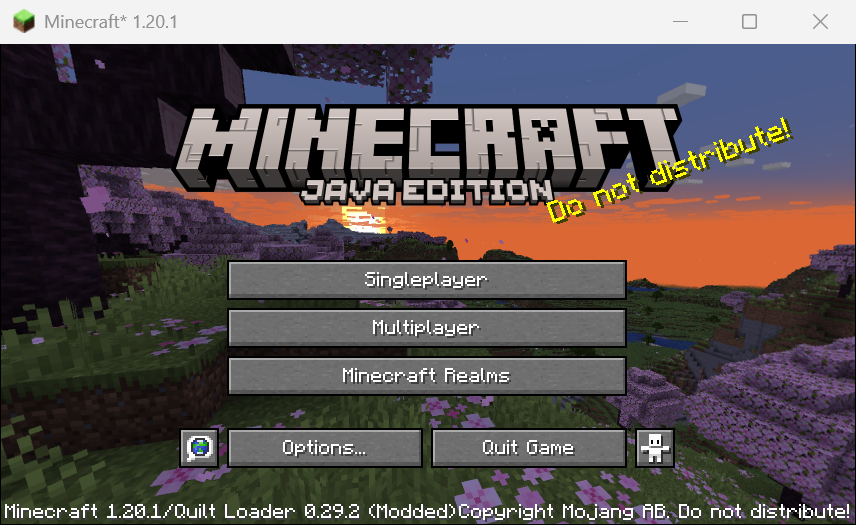 Minecraft* 1.20.1
MINECRAFT
JAVA EDITION
Do not distribute!
Singleplayer
Multiplayer
Minecraft Realms
Options...
Quit Game
Minecraft 1.20.1/Quilt Loader 0.29.2 (Modded)
Copyright Mojang AB. Do not distribute!